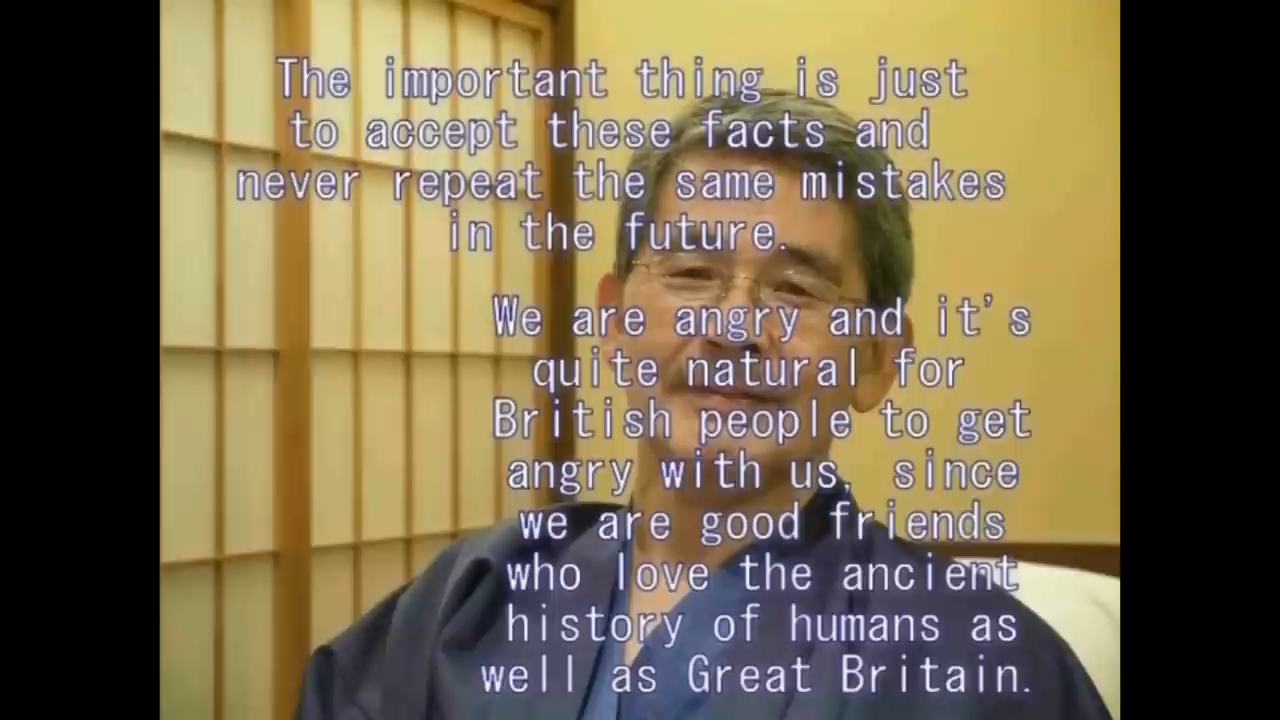 The important thing is just
to accept these facts and
never repeat the same mistakes
in the future.
We are angry and it's
quite natural for
British people to get
angry with us, since
we are good friends
who love the ancient
history of humans as
well as Great Britain.